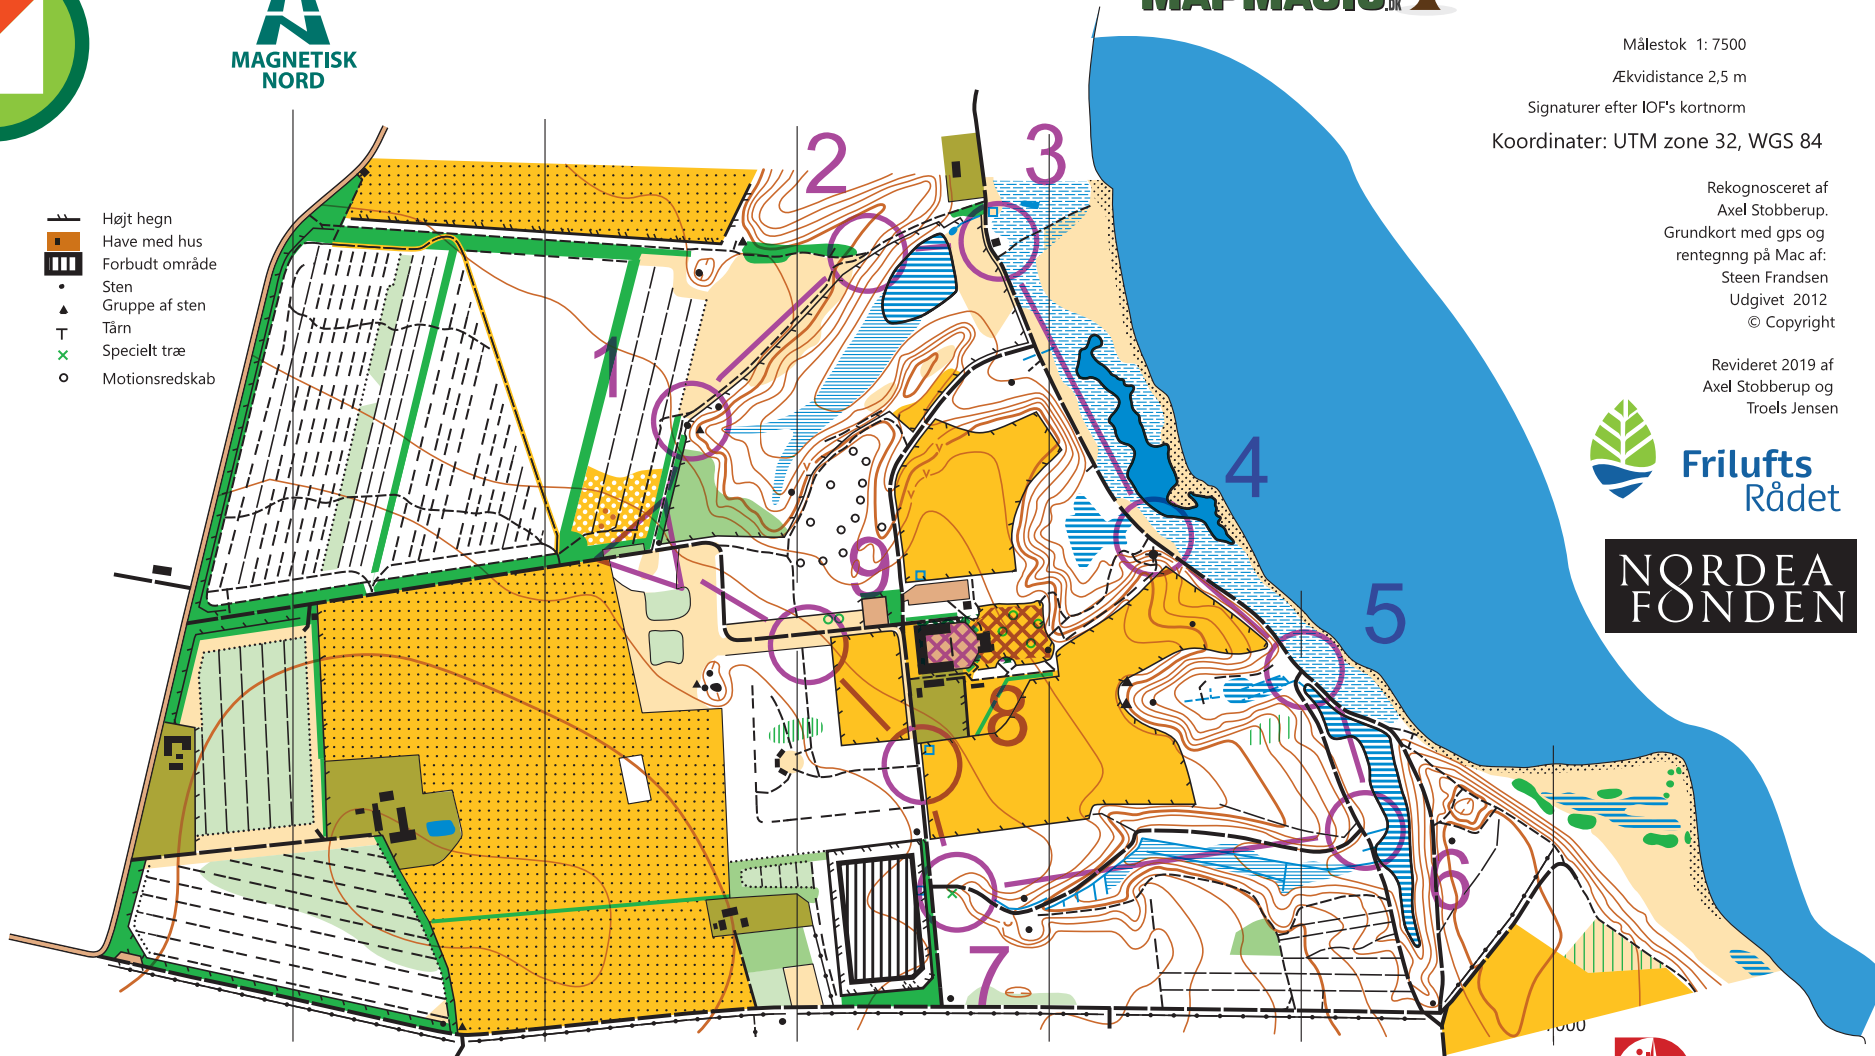 MAGNETISK
NORD
MAPMAGIC.DK
Målestok 1: 7500
Ækvidistance 2,5 m
Signaturer efter IOF's kortnorm
Koordinater: UTM zone 32, WGS 84
Rekognosceret af
Axel Stobberup.
Grundkort med gps og
rentegnng på Mac af:
Steen Frandsen
Udgivet 2012
© Copyright
Revideret 2019 af
Axel Stobberup og
Troels Jensen
Frilufts
Rådet
NORDEA
FONDEN
Højt hegn
Have med hus
Forbudt område
Sten
Gruppe af sten
Tårn
Specielt træ
Motionsredskab
1
2
3
4
5
6
7
8
9